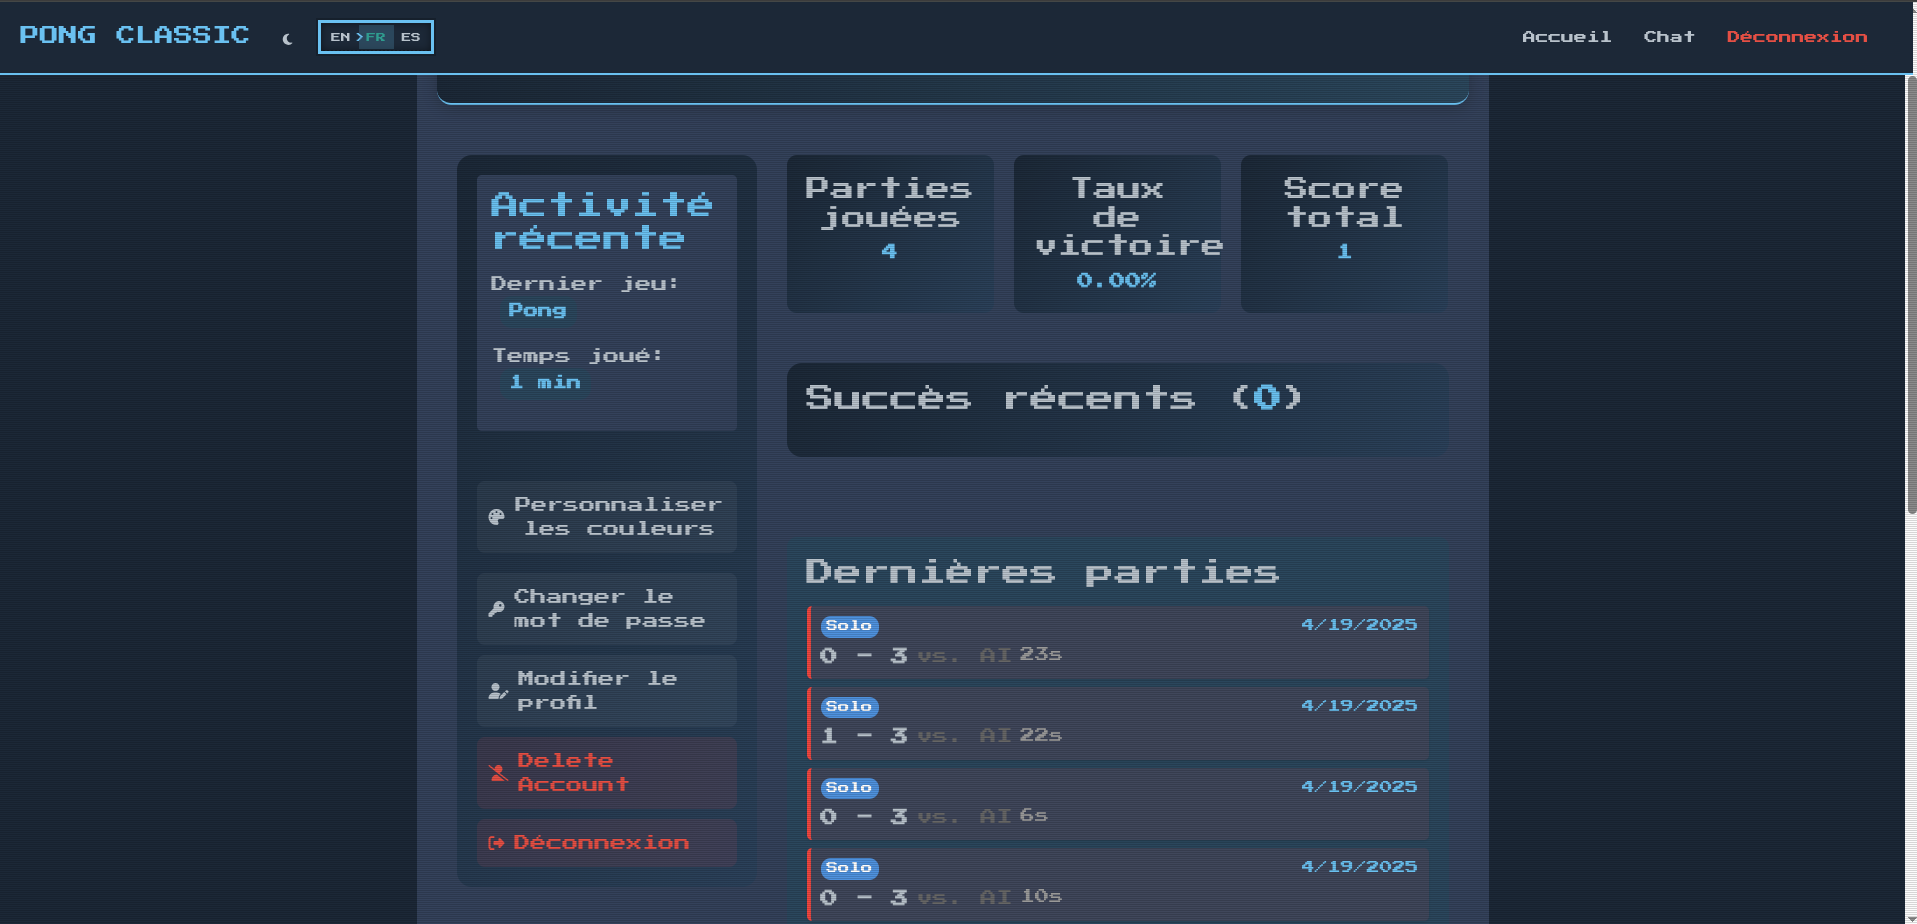 PONG CLASSIC
EN >FR ES
Accueil Chat Déconnexion
Activité
récente
Dernier jeu:
Pong
Temps joué:
1 min
Personnaliser
les couleurs
Changer le
mot de passe
Modifier le
profil
Delete
Account
Déconnexion
Parties
jouées
4
Taux
de
victoire
0.00%
Score
total
1
Succès récents (0)
Dernières parties
Solo 4/19/2025
0 - 3 vs. AI 23s
Solo 4/19/2025
1 - 3 vs. AI 22s
Solo 4/19/2025
0 - 3 vs. AI 6s
Solo 4/19/2025
0 - 3 vs. AI 10s